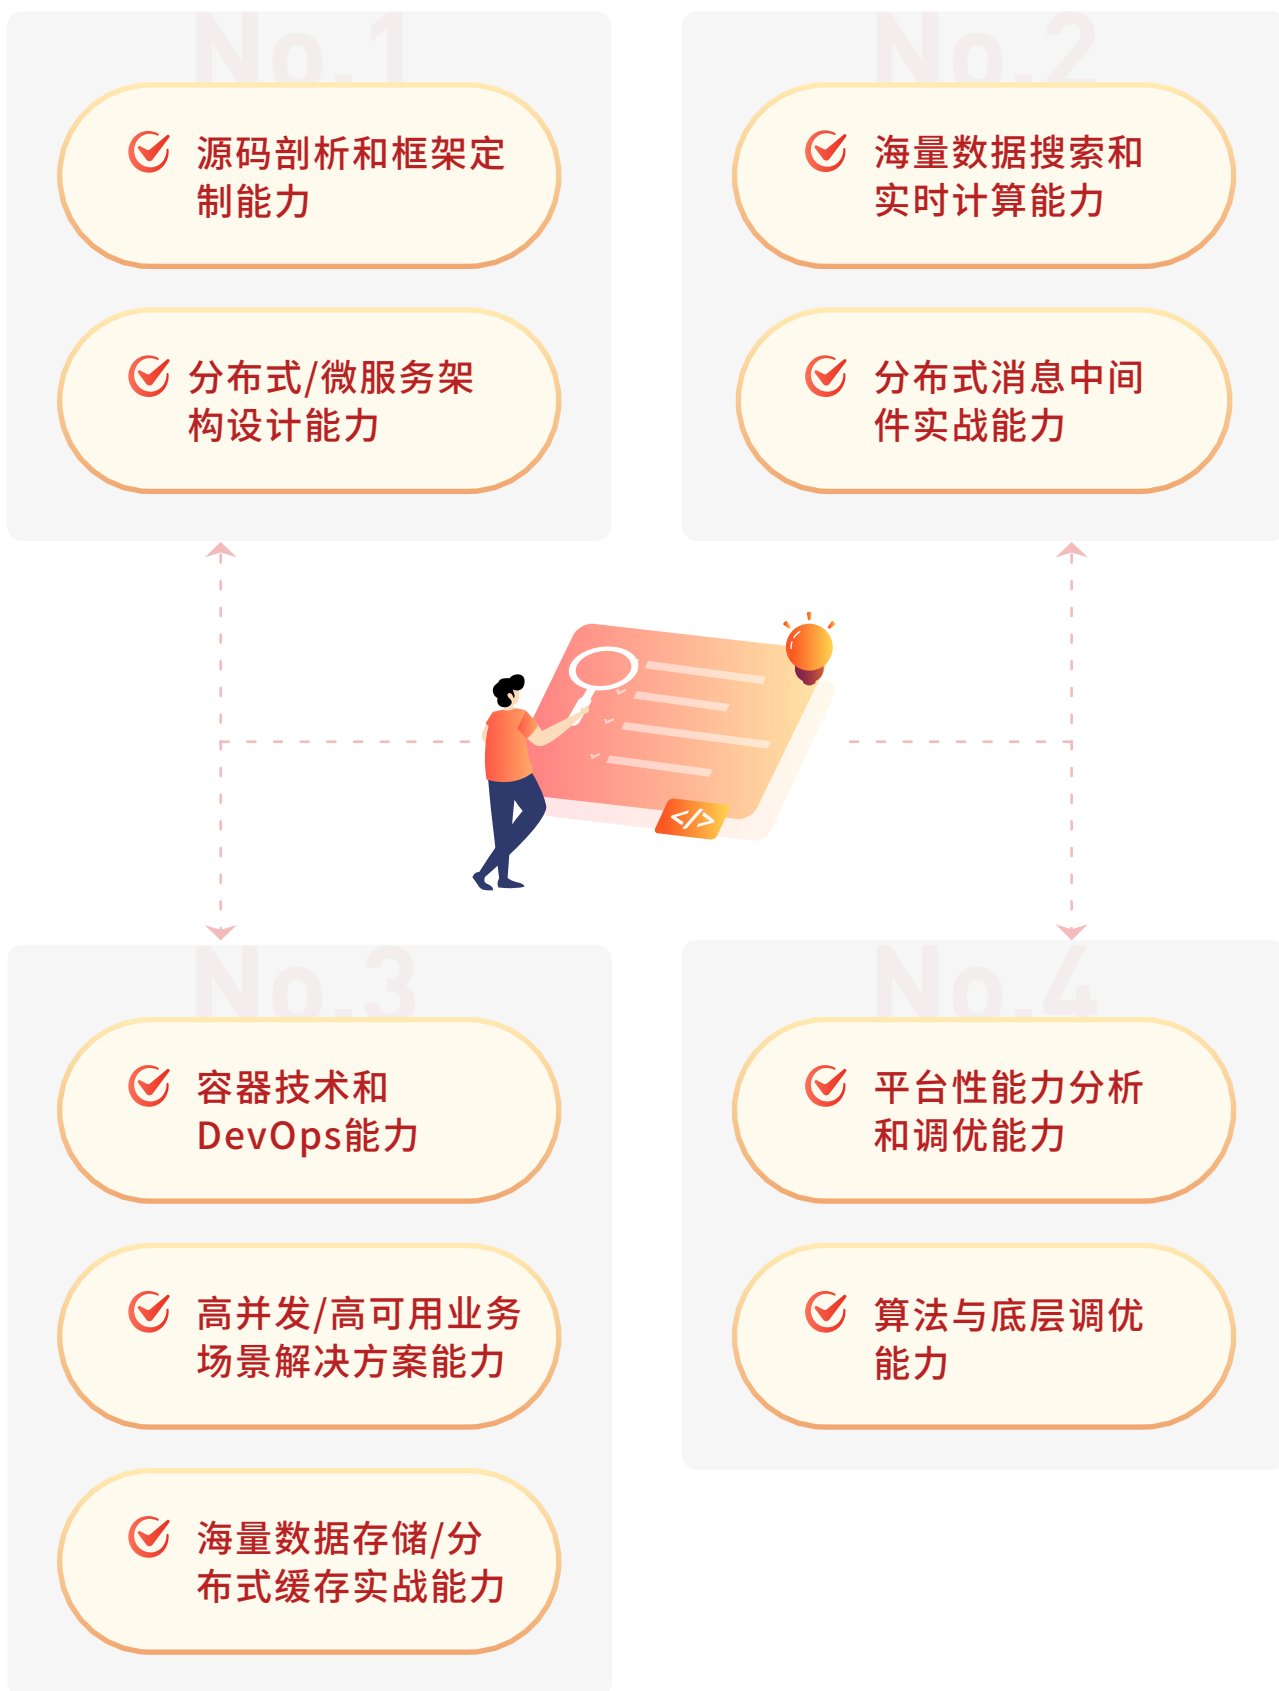 No.1
源码剖析和框架定
制能力
分布式/微服务架
构设计能力
No.2
海量数据搜索和
实时计算能力
分布式消息中间
件实战能力
</>
No.3
容器技术和
DevOps能力
高并发/高可用业务
场景解决方案能力
海量数据存储/分
布式缓存实战能力
No.4
平台性能力分析
和调优能力
算法与底层调优
能力